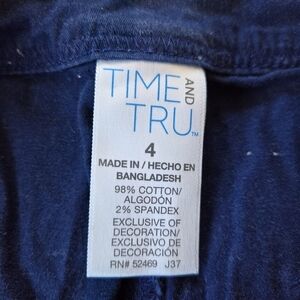 TIME AND
TRU™
4
MADE IN / HECHO EN
BANGLADESH
98% COTTON/
ALGODÓN
2% SPANDEX
EXCLUSIVE OF
DECORATION/
EXCLUSIVO DE
DECORACIÓN
RN# 52469 J37